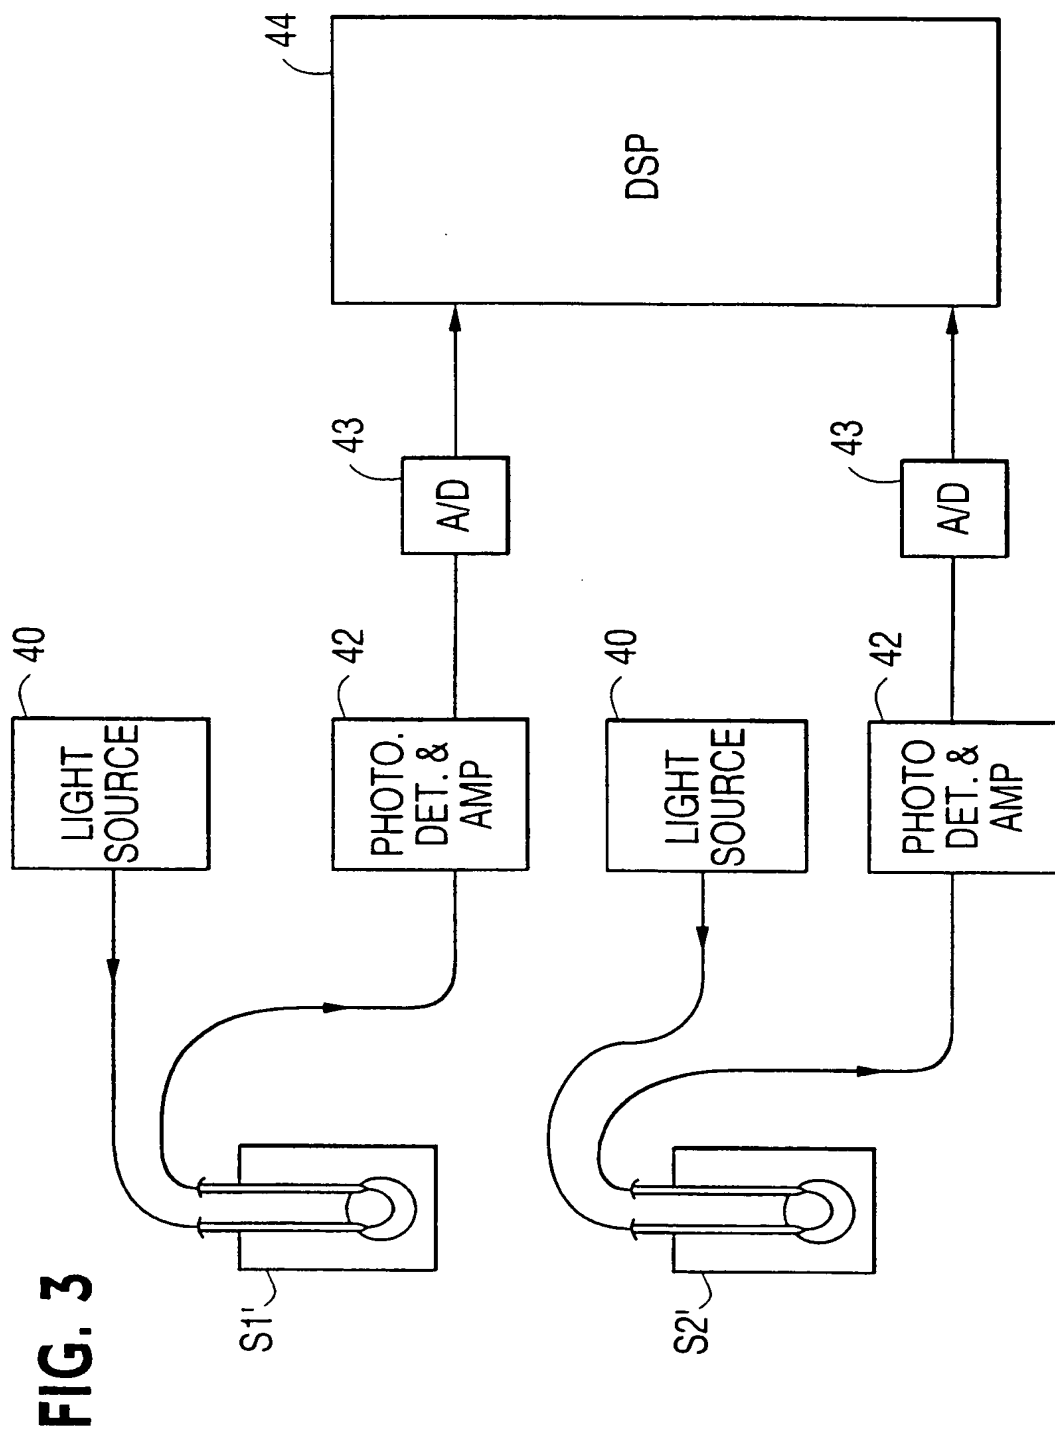 FIG. 3
S1'
S2'
LIGHT
SOURCE
40
PHOTO.
DET. &
AMP
42
LIGHT
SOURCE
40
PHOTO
DET. &
AMP
42
A/D
43
A/D
43
DSP
44